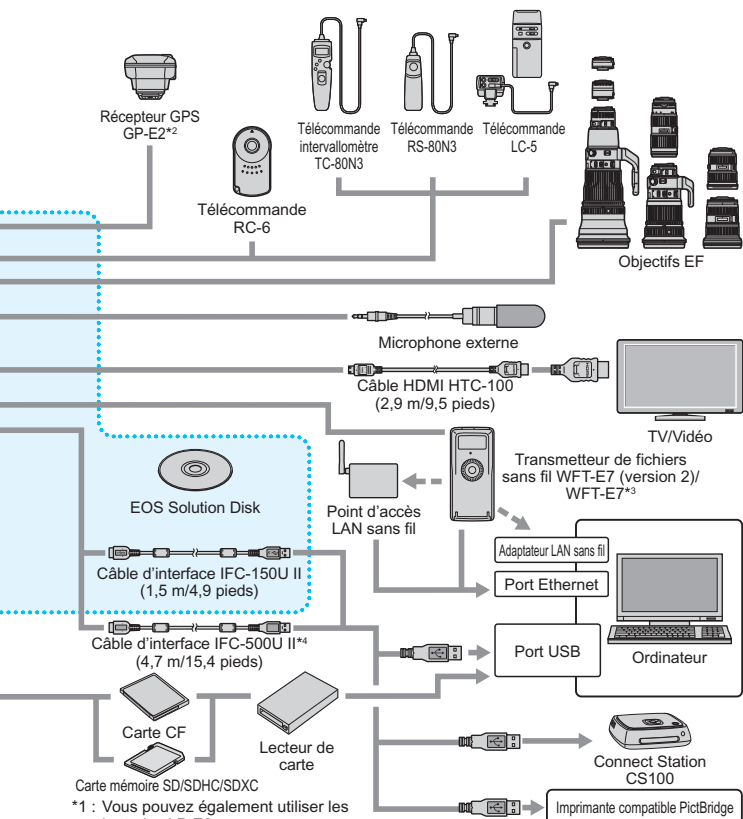 Récepteur GPS
GP-E2*2
Télécommande
RC-6
Télécommande
intervallomètre
TC-80N3
Télécommande
RS-80N3
Télécommande
LC-5
Objectifs EF
Microphone externe
Câble HDMI HTC-100
(2,9 m/9,5 pieds)
TV/Vidéo
EOS Solution Disk
Point d'accès
LAN sans fil
Transmetteur de fichiers
sans fil WFT-E7 (version 2)/
WFT-E7*3
Adaptateur LAN sans fil
Port Ethernet
Câble d'interface IFC-150U II
(1,5 m/4,9 pieds)
Câble d'interface IFC-500U II*4
(4,7 m/15,4 pieds)
Port USB
Ordinateur
Carte CF
Lecteur de
carte
Carte mémoire SD/SDHC/SDXC
Connect Station
CS100
*1 : Vous pouvez également utiliser les
Imprimante compatible PictBridge